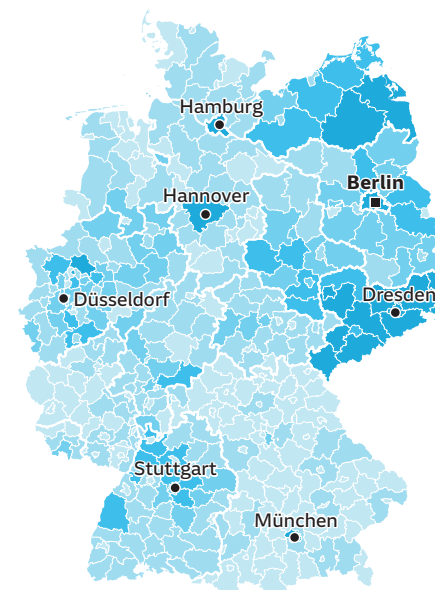 Hamburg
Berlin
Hannover
Düsseldorf
Dresden
Stuttgart
München